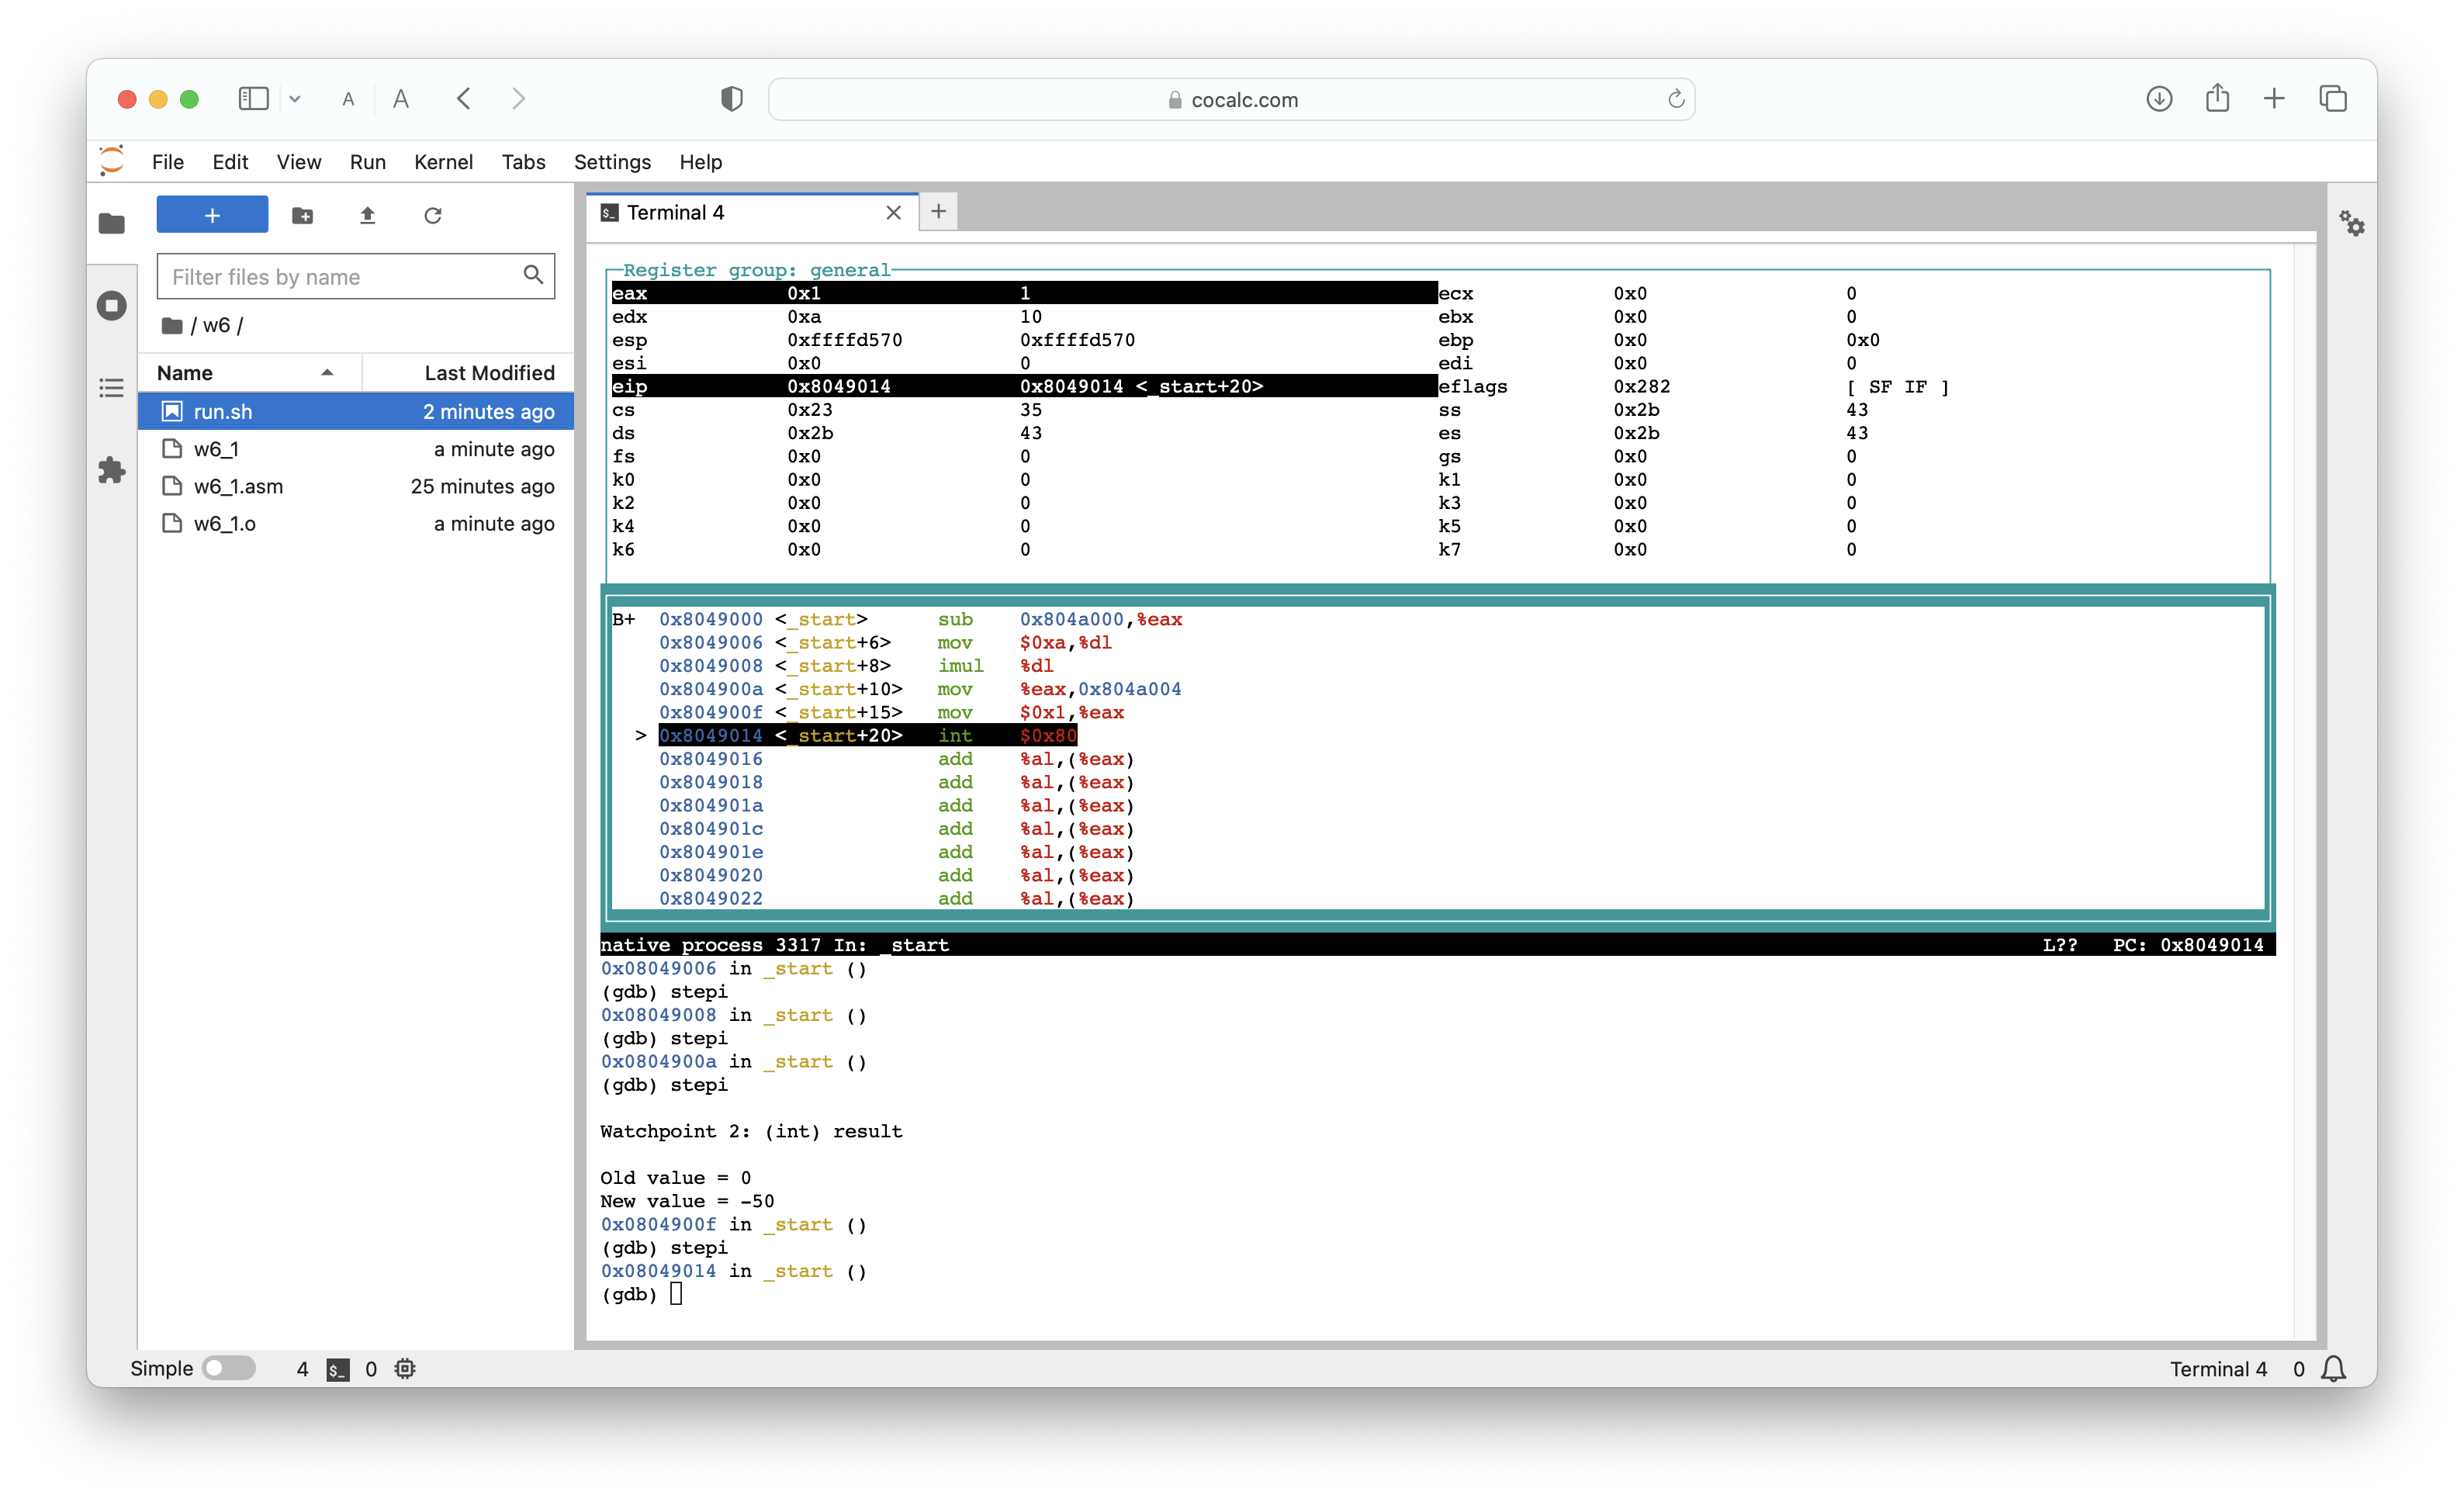 A A cocalc.com
File Edit View Run Kernel Tabs Settings Help
+
Filter files by name
/ w6 /
Name Last Modified
run.sh 2 minutes ago
w6_1 a minute ago
w6_1.asm 25 minutes ago
w6_1.o a minute ago
$_ Terminal 4
Register group: general
eax 0x1 1 ecx 0x0 0
edx 0xa 10 ebx 0x0 0
esp 0xffffd570 0xffffd570 ebp 0x0 0x0
esi 0x0 0 edi 0x0 0
eip 0x8049014 0x8049014 <_start+20> eflags 0x282 [ SF IF ]
cs 0x23 35 ss 0x2b 43
ds 0x2b 43 es 0x2b 43
fs 0x0 0 gs 0x0 0
k0 0x0 0 k1 0x0 0
k2 0x0 0 k3 0x0 0
k4 0x0 0 k5 0x0 0
k6 0x0 0 k7 0x0 0
B+ 0x8049000 <_start> sub 0x804a000,%eax
0x8049006 <_start+6> mov $0xa,%dl
0x8049008 <_start+8> imul %dl
0x804900a <_start+10> mov %eax,0x804a004
0x804900f <_start+15> mov $0x1,%eax
> 0x8049014 <_start+20> int $0x80
0x8049016 add %al,(%eax)
0x8049018 add %al,(%eax)
0x804901a add %al,(%eax)
0x804901c add %al,(%eax)
0x804901e add %al,(%eax)
0x8049020 add %al,(%eax)
0x8049022 add %al,(%eax)
native process 3317 In: _start L?? PC: 0x8049014
0x08049006 in _start ()
(gdb) stepi
0x08049008 in _start ()
(gdb) stepi
0x0804900a in _start ()
(gdb) stepi
Watchpoint 2: (int) result
Old value = 0
New value = -50
0x0804900f in _start ()
(gdb) stepi
0x08049014 in _start ()
(gdb)
Simple 4 $_ 0 Terminal 4 0